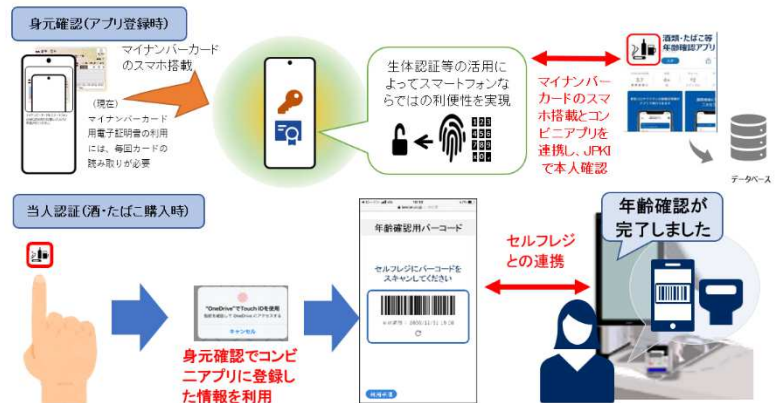 身元確認(アプリ登録時)
マイナンバーカード
のスマホ搭載
(現在)
マイナンバーカード
用電子証明書の利用
には、毎回カードの
読み取りが必要
生体認証等の活用に
よってスマートフォンな
らではの利便性を実現
マイナンバー
カードのスマ
ホ搭載とコン
ビニアプリを
連携し、JPKI
で本人確認
酒類・たばこ等
年齢確認アプリ
データベース
当人認証(酒・たばこ購入時)
"OneDrive"でTouch IDを使用
キャンセル
身元確認でコンビ
ニアプリに登録し
た情報を利用
年齢確認用バーコード
セルフレジにバーコードを
スキャンしてください
セルフレジ
との連携
年齢確認が
完了しました